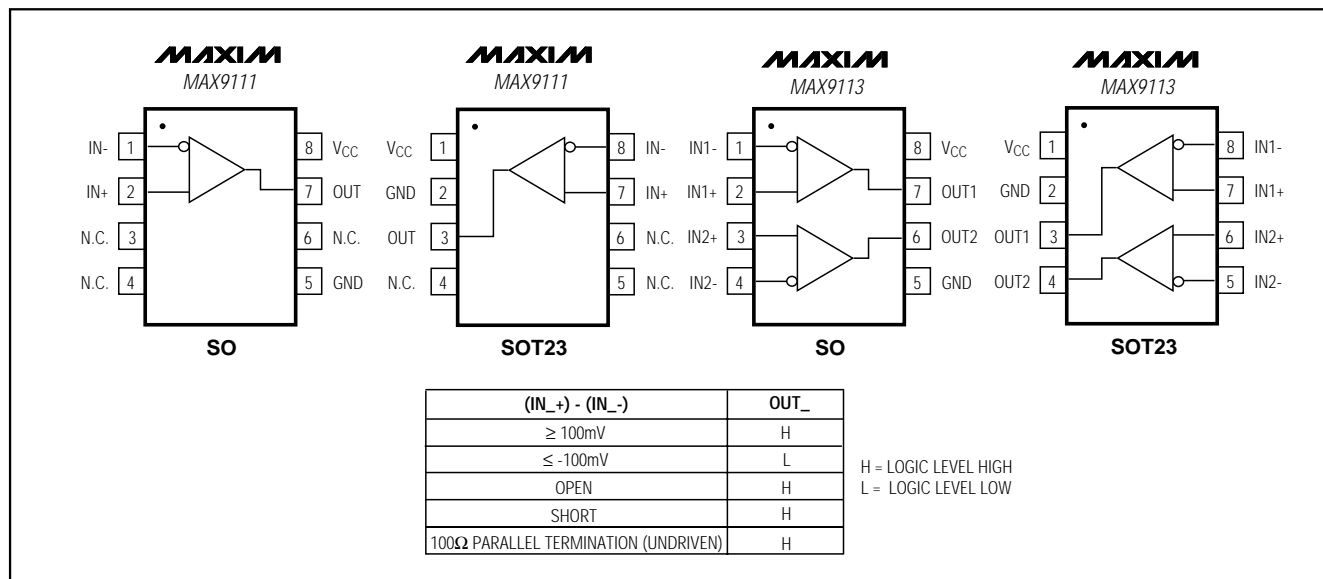 MAXIM
MAX9111
IN- 1 8 VCC
IN+ 2 7 OUT
N.C. 3 6 N.C.
N.C. 4 5 GND
SO
MAXIM
MAX9111
VCC 1 8 IN-
GND 2 7 IN+
OUT 3 6 N.C.
N.C. 4 5 N.C.
SOT23
MAXIM
MAX9113
IN1- 1 8 VCC
IN1+ 2 7 OUT1
IN2+ 3 6 OUT2
IN2- 4 5 GND
SO
MAXIM
MAX9113
VCC 1 8 IN1-
GND 2 7 IN1+
OUT1 3 6 IN2+
OUT2 4 5 IN2-
SOT23
(IN_+) - (IN_-) OUT_
≥ 100mV H
≤ -100mV L
OPEN H
SHORT H
100Ω PARALLEL TERMINATION (UNDRIVEN) H
H = LOGIC LEVEL HIGH
L = LOGIC LEVEL LOW